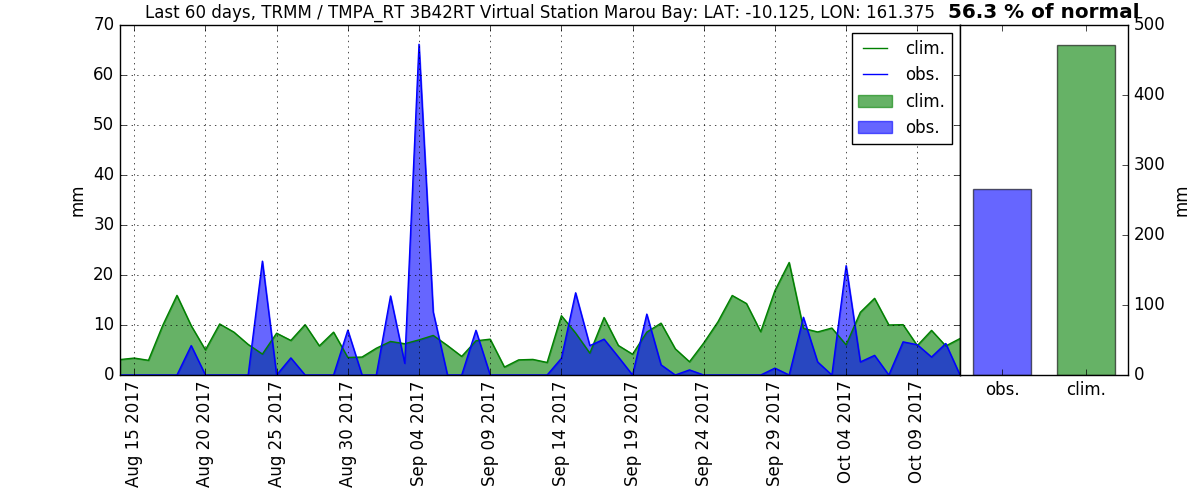 Last 60 days, TRMM / TMPA_RT 3B42RT Virtual Station Marou Bay: LAT: -10.125, LON: 161.375
56.3 % of normal
70
60
50
40
30
20
10
0
mm
clim.
obs.
clim.
obs.
Aug 15 2017
Aug 20 2017
Aug 25 2017
Aug 30 2017
Sep 04 2017
Sep 09 2017
Sep 14 2017
Sep 19 2017
Sep 24 2017
Sep 29 2017
Oct 04 2017
Oct 09 2017
500
400
300
200
100
0
mm
obs.
clim.